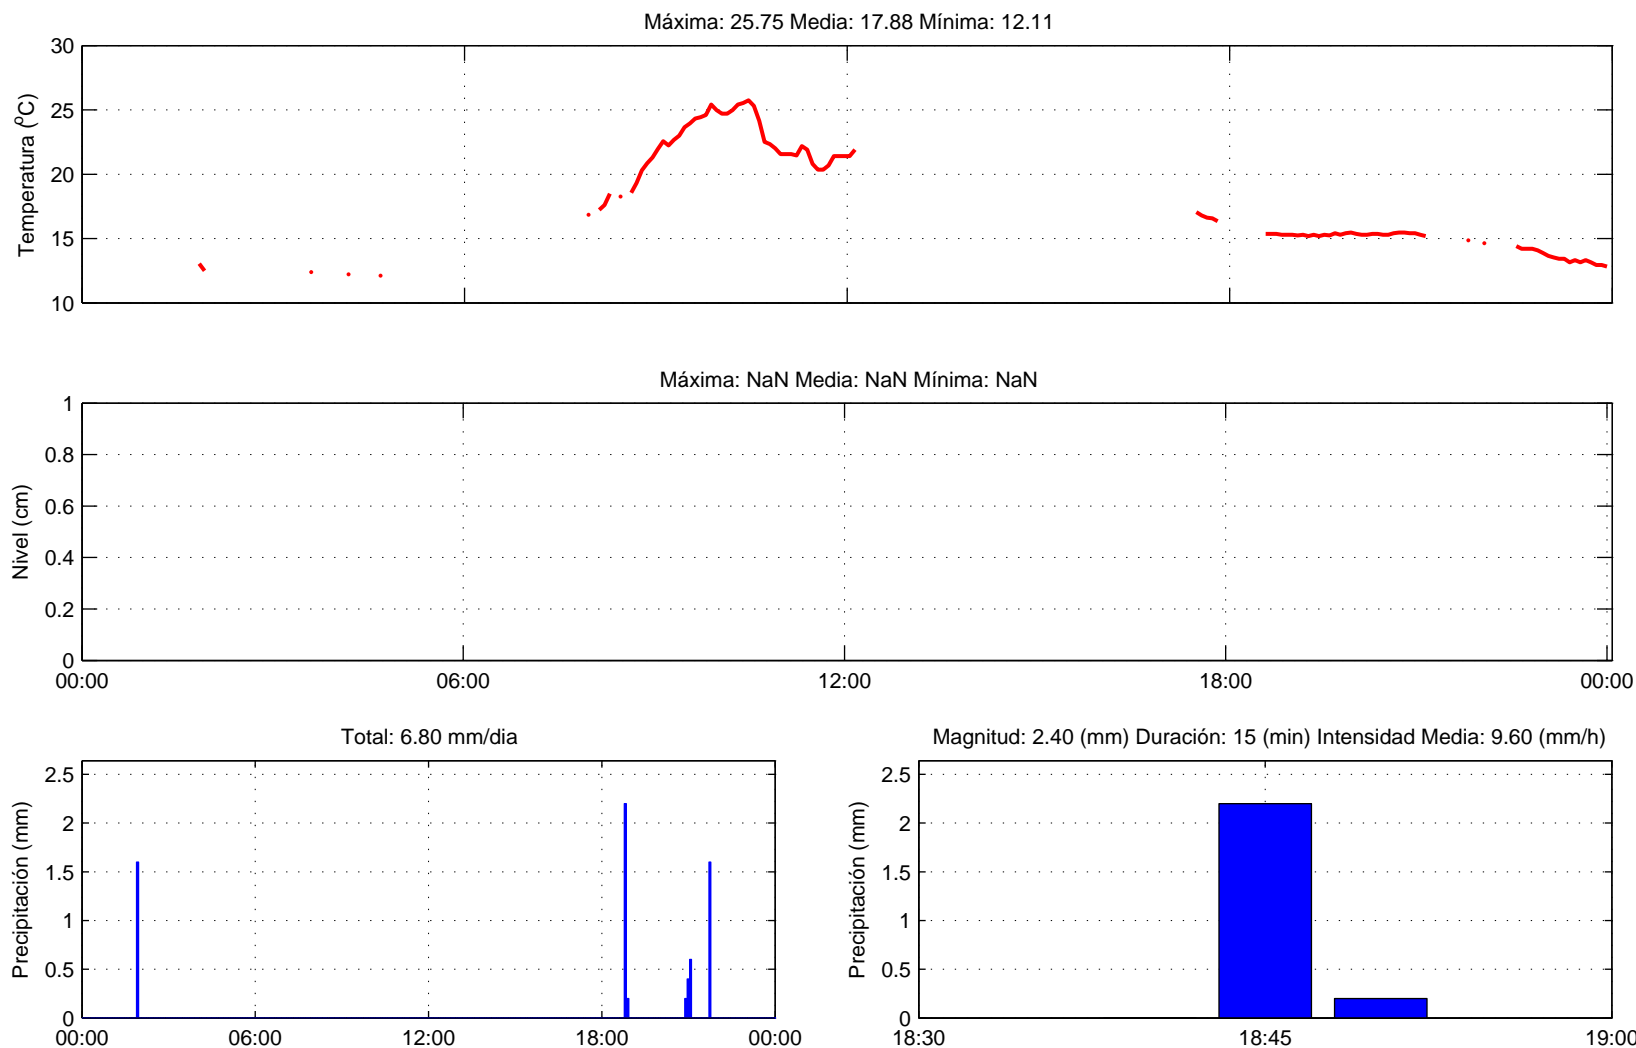 Máxima: 25.75 Media: 17.88 Mínima: 12.11
30
25
20
15
10
Temperatura (ºC)
Máxima: NaN Media: NaN Mínima: NaN
1
0.8
0.6
0.4
0.2
0
Nivel (cm)
00:00 06:00 12:00 18:00 00:00
Total: 6.80 mm/dia
2.5
2
1.5
1
0.5
0
Precipitación (mm)
00:00 06:00 12:00 18:00 00:00
Magnitud: 2.40 (mm) Duración: 15 (min) Intensidad Media: 9.60 (mm/h)
2.5
2
1.5
1
0.5
0
Precipitación (mm)
18:30 18:45 19:00